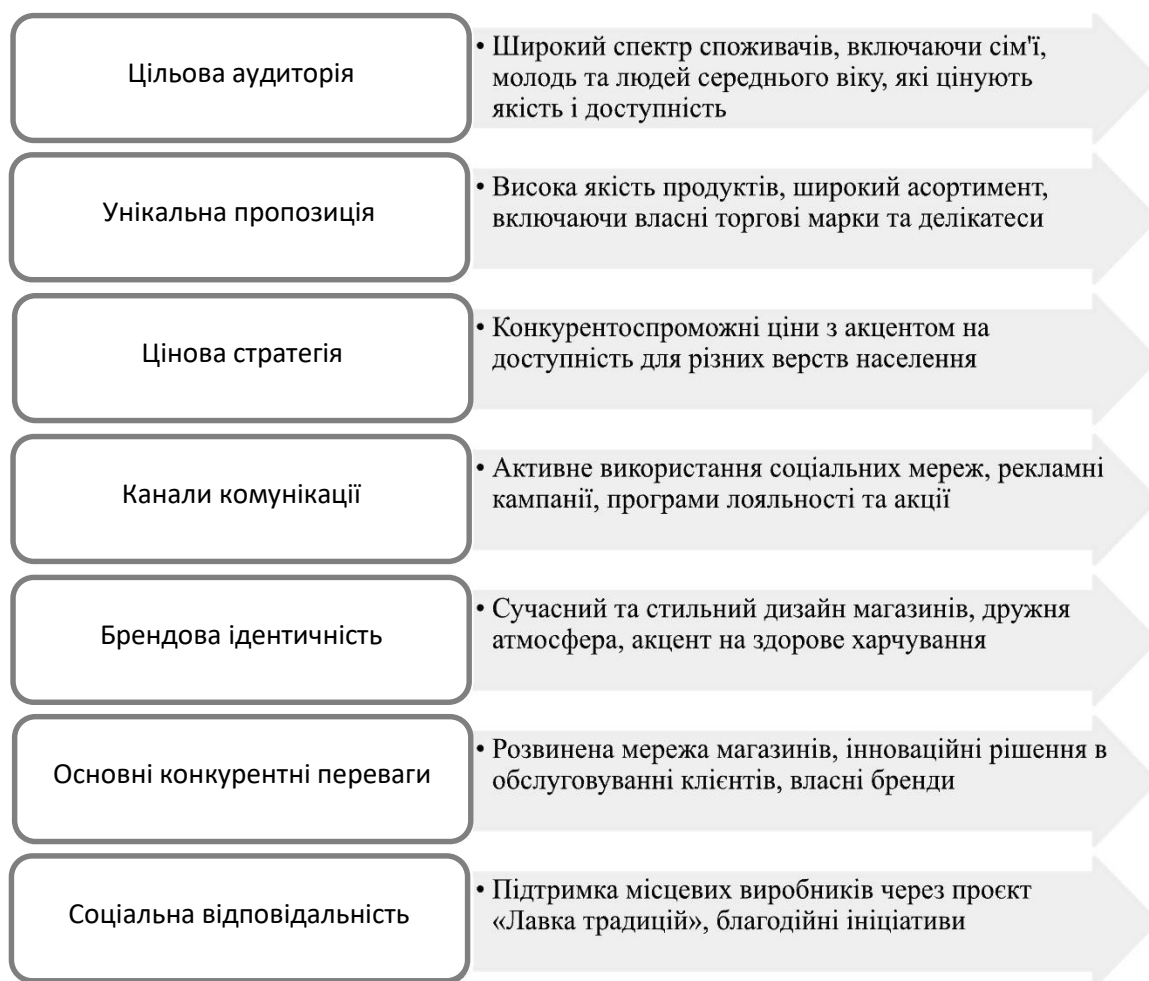 Цільова аудиторія
• Широкий спектр споживачів, включаючи сім'ї,
молодь та людей середнього віку, які цінують
якість і доступність
Унікальна пропозиція
• Висока якість продуктів, широкий асортимент,
включаючи власні торгові марки та делікатеси
Цінова стратегія
• Конкурентоспроможні ціни з акцентом на
доступність для різних верств населення
Канали комунікації
• Активне використання соціальних мереж, рекламні
кампанії, програми лояльності та акції
Брендова ідентичність
• Сучасний та стильний дизайн магазинів, дружня
атмосфера, акцент на здорове харчування
Основні конкурентні переваги
• Розвинена мережа магазинів, інноваційні рішення в
обслуговуванні клієнтів, власні бренди
Соціальна відповідальність
• Підтримка місцевих виробників через проєкт
«Лавка традицій», благодійні ініціативи